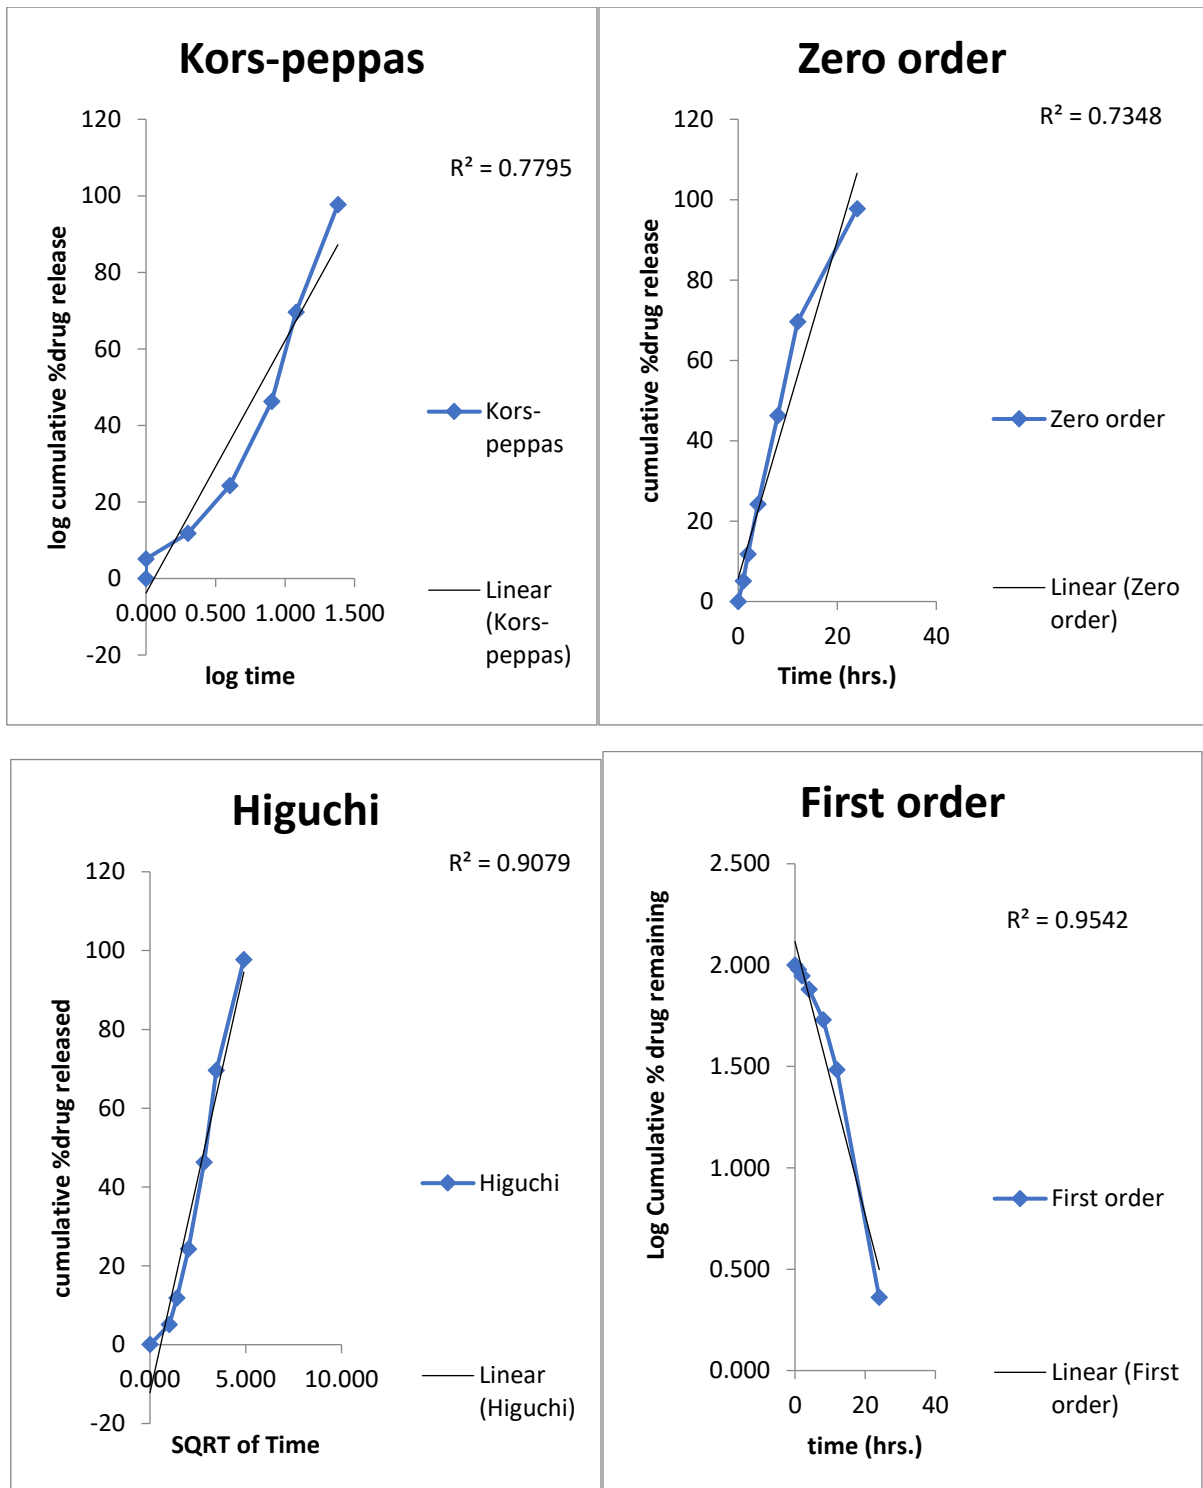 Kors-peppas
R² = 0.7795
120
100
80
60
40
20
0
-20
0.000 0.500 1.000 1.500
log cumulative %drug release
log time
Kors-
peppas
Linear
(Kors-
peppas)
Zero order
R² = 0.7348
120
100
80
60
40
20
0
0 20 40
cumulative %drug release
Time (hrs.)
Zero order
Linear (Zero
order)
Higuchi
R² = 0.9079
120
100
80
60
40
20
0
-20
0.000 5.000 10.000
cumulative %drug released
SQRT of Time
Higuchi
Linear
(Higuchi)
First order
R² = 0.9542
2.500
2.000
1.500
1.000
0.500
0.000
0 20 40
Log Cumulative % drug remaining
time (hrs.)
First order
Linear (First
order)